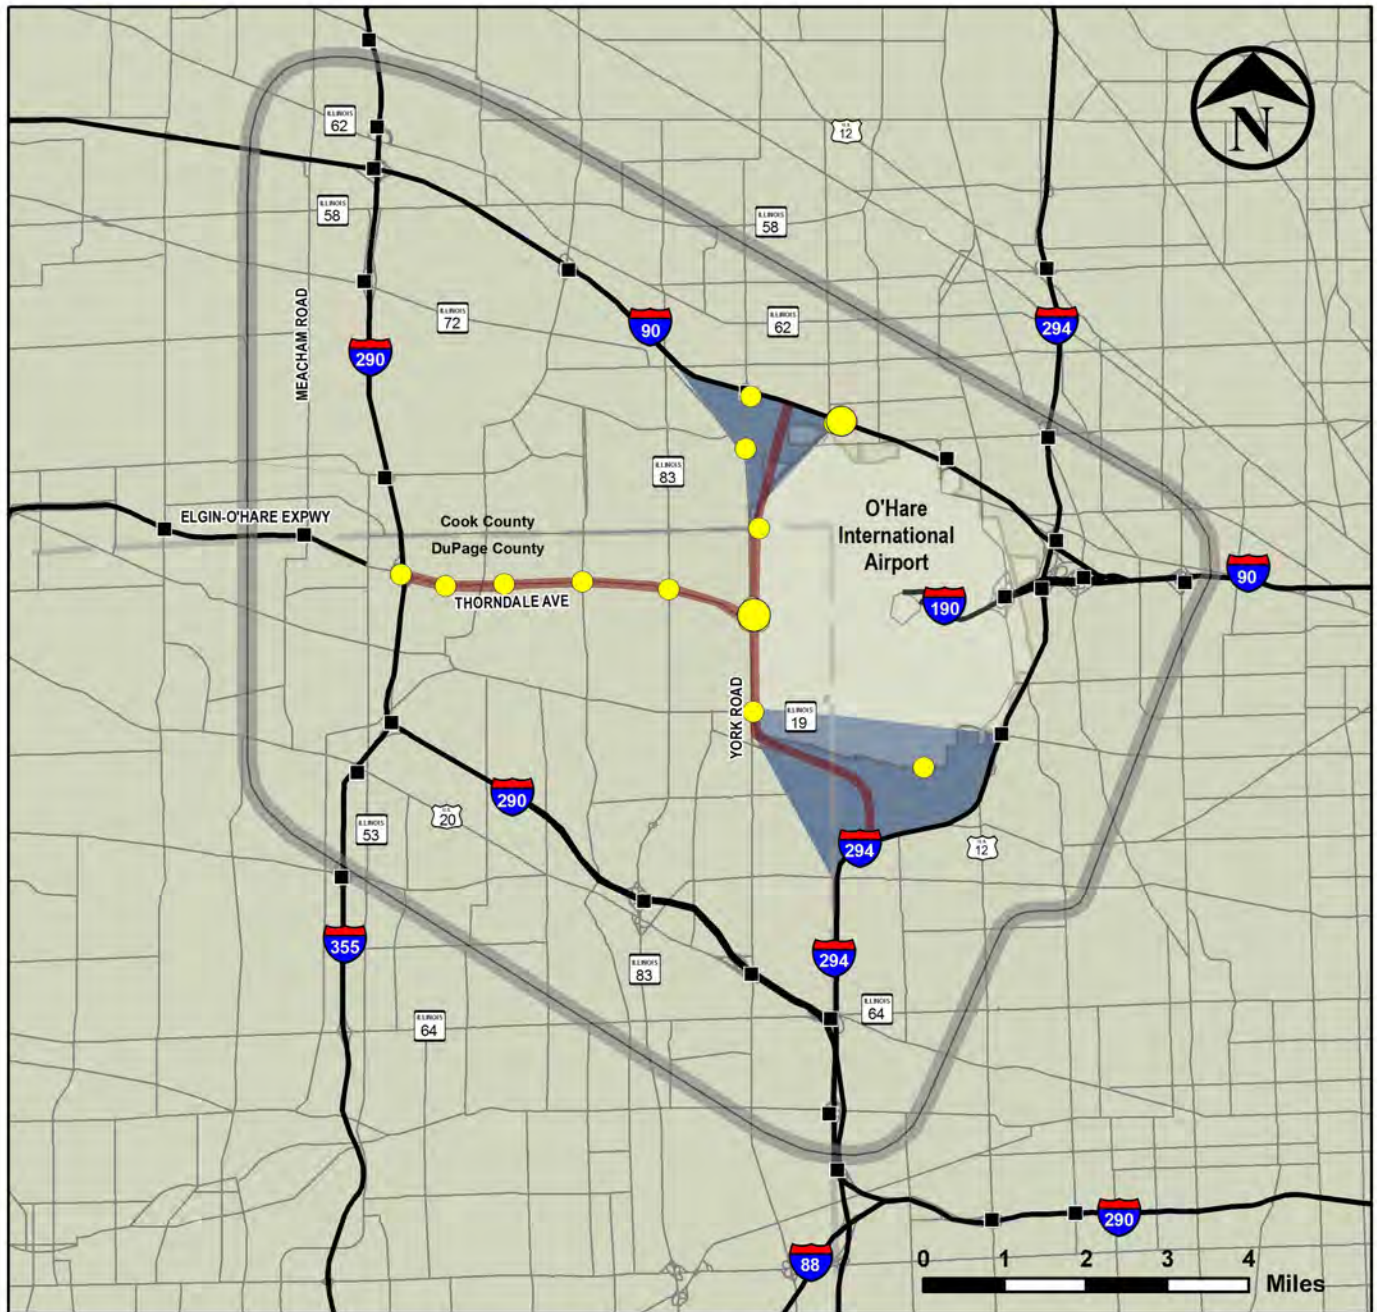 ILLINOIS
62
U.S.
12
N
ILLINOIS
58
ILLINOIS
58
MEACHAM ROAD
ILLINOIS
72
90
ILLINOIS
62
294
290
ILLINOIS
83
ELGIN-O'HARE EXPWY
Cook County
DuPage County
O'Hare
International
Airport
90
THORNDALE AVE
190
YORK ROAD
ILLINOIS
19
290
U.S.
20
ILLINOIS
53
294
U.S.
12
355
294
ILLINOIS
83
ILLINOIS
64
ILLINOIS
64
290
88
0 1 2 3 4
Miles